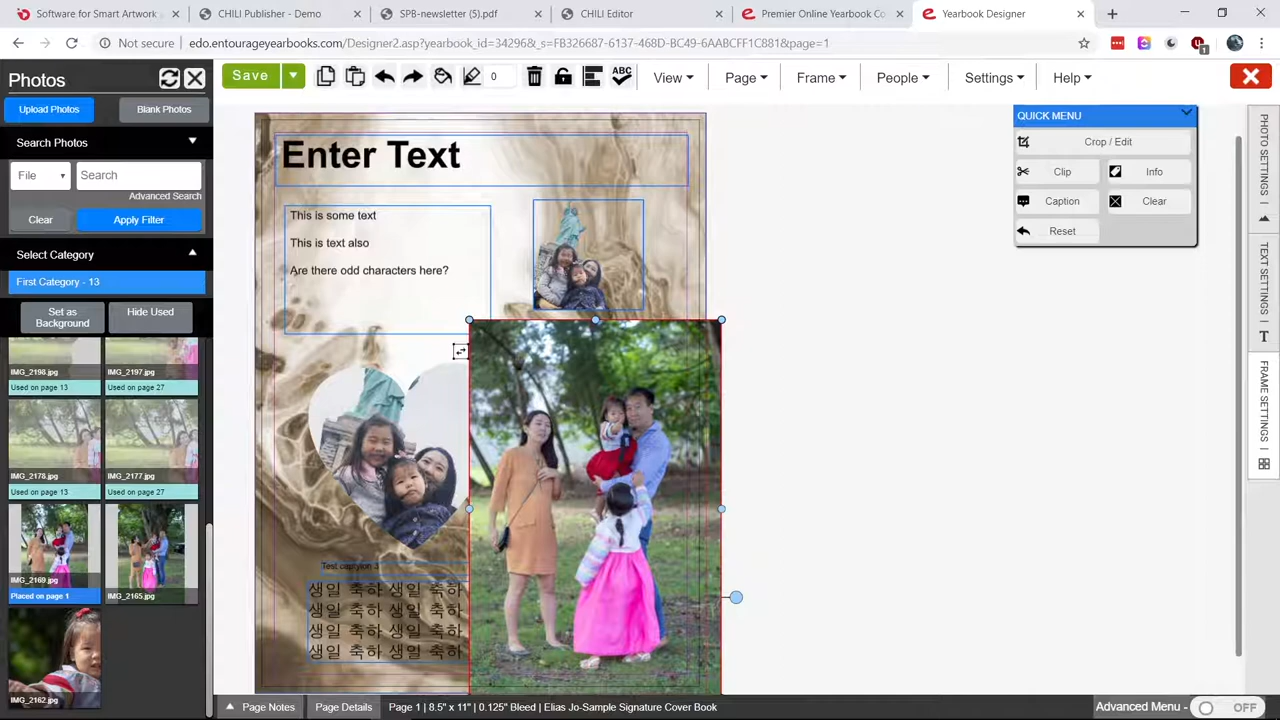 Software for Smart Artwork
CHILI Publisher - Demo
SPB-newsletter (5).pdf
CHILI Editor
Premier Online Yearbook Co
Yearbook Designer
Not secure | edo.entourageyearbooks.com/Designer2.asp?yearbook_id=34296&_s=FB326687-6137-468D-BC49-6AABCFF1C881&page=1
Photos
Save
0
ABC
View
Page
Frame
People
Settings
Help
Upload Photos
Blank Photos
Search Photos
File
Search
Advanced Search
Clear
Apply Filter
Select Category
First Category - 13
Set as Background
Hide Used
IMG_2198.jpg
Used on page 13
IMG_2197.jpg
Used on page 27
IMG_2178.jpg
Used on page 13
IMG_2177.jpg
Used on page 27
IMG_2169.jpg
Placed on page 1
IMG_2165.jpg
IMG_2162.jpg
Enter Text
This is some text
This is text also
Are there odd characters here?
생일 축하 생일 축하
생일 축하 생일 축하
생일 축하 생일 축하
생일 축하 생일 축하
QUICK MENU
Crop / Edit
Clip
Info
Caption
Clear
Reset
PHOTO SETTINGS
TEXT SETTINGS
T
FRAME SETTINGS
Page Notes
Page Details
Page 1 | 8.5" x 11" | 0.125" Bleed | Elias Jo-Sample Signature Cover Book
Advanced Menu -
OFF